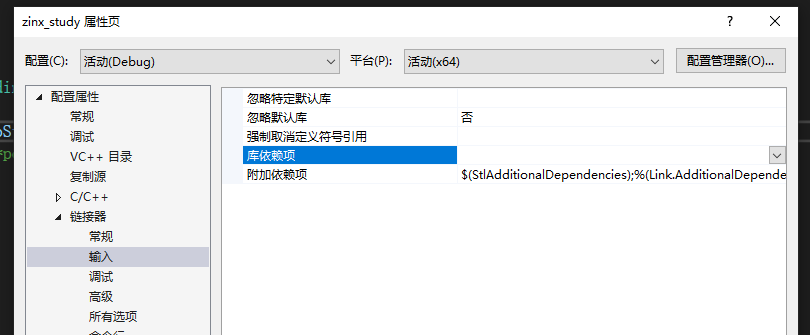 zinx_study 属性页
? ×
配置(C): 活动(Debug) 平台(P): 活动(x64) 配置管理器(O)...
配置属性
常规
调试
VC++ 目录
复制源
C/C++
链接器
常规
输入
调试
高级
所有选项
忽略特定默认库
忽略默认库 否
强制取消定义符号引用
库依赖项
附加依赖项 $(StlAdditionalDependencies);%(Link.AdditionalDepende